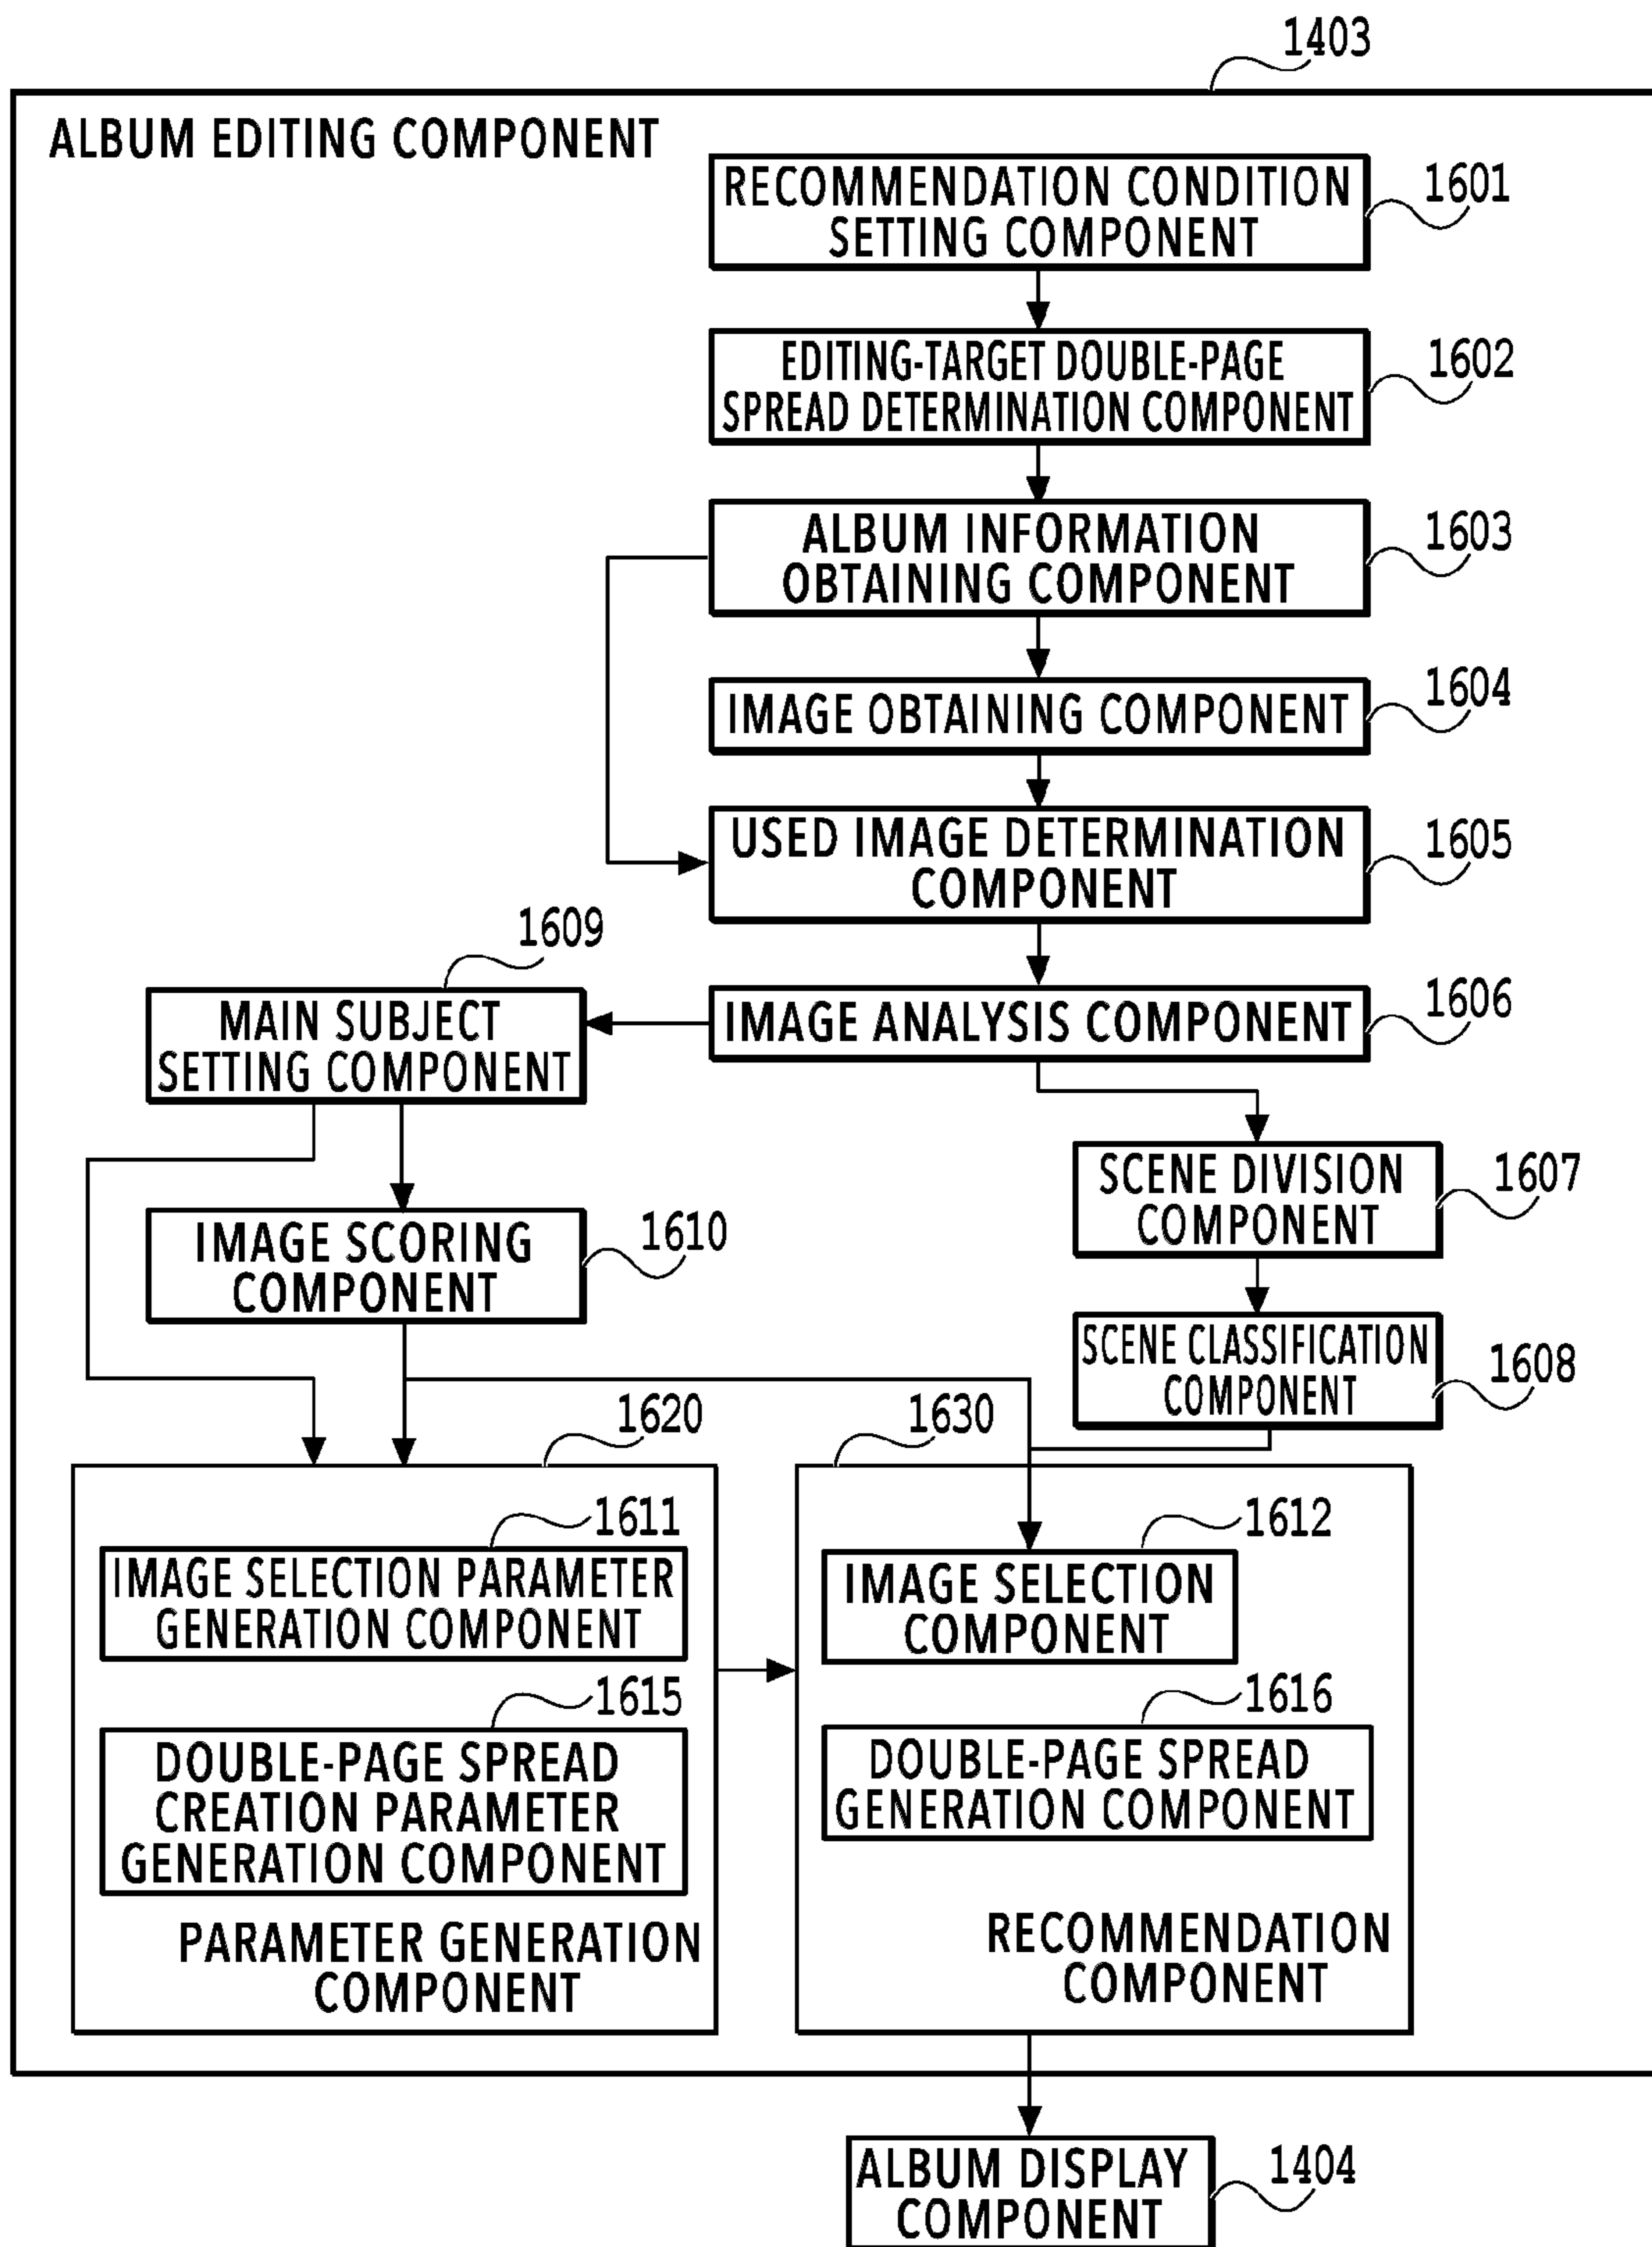 1403
ALBUM EDITING COMPONENT
RECOMMENDATION CONDITION
SETTING COMPONENT
1601
EDITING-TARGET DOUBLE-PAGE
SPREAD DETERMINATION COMPONENT
1602
ALBUM INFORMATION
OBTAINING COMPONENT
1603
IMAGE OBTAINING COMPONENT
1604
USED IMAGE DETERMINATION
COMPONENT
1605
1609
MAIN SUBJECT
SETTING COMPONENT
IMAGE ANALYSIS COMPONENT
1606
SCENE DIVISION
COMPONENT
1607
IMAGE SCORING
COMPONENT
1610
SCENE CLASSIFICATION
COMPONENT
1608
1620
1630
1611
IMAGE SELECTION PARAMETER
GENERATION COMPONENT
1615
DOUBLE-PAGE SPREAD
CREATION PARAMETER
GENERATION COMPONENT
PARAMETER GENERATION
COMPONENT
1612
IMAGE SELECTION
COMPONENT
1616
DOUBLE-PAGE SPREAD
GENERATION COMPONENT
RECOMMENDATION
COMPONENT
ALBUM DISPLAY
COMPONENT
1404